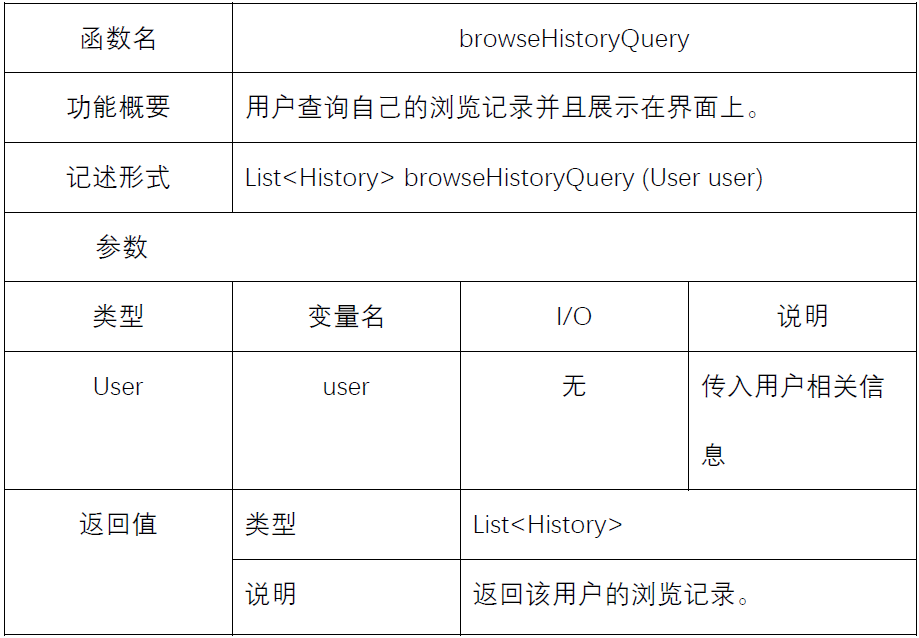 函数名 browseHistoryQuery
功能概要 用户查询自己的浏览记录并且展示在界面上。
记述形式 List<History> browseHistoryQuery (User user)
参数
类型 变量名 I/O 说明
User user 无 传入用户相关信
息
返回值 类型 List<History>
说明 返回该用户的浏览记录。